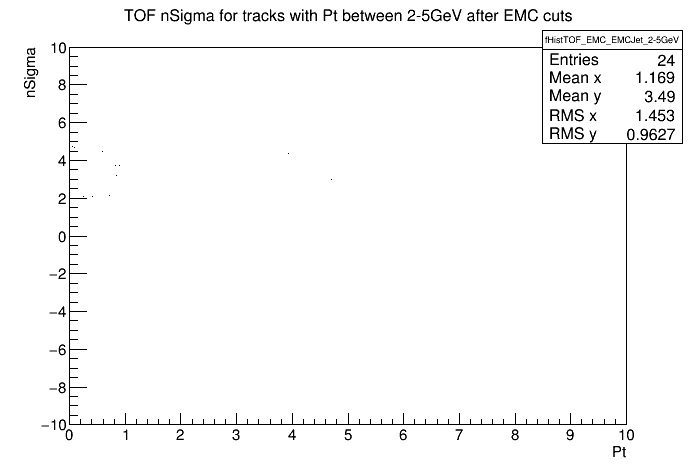 TOF nSigma for tracks with Pt between 2-5GeV after EMC cuts
fHistTOF_EMC_EMCJet_2-5GeV
Entries 24
Mean x 1.169
Mean y 3.49
RMS x 1.453
RMS y 0.9627
nSigma
10
8
6
4
2
0
−2
−4
−6
−8
−10
0 1 2 3 4 5 6 7 8 9 10
Pt